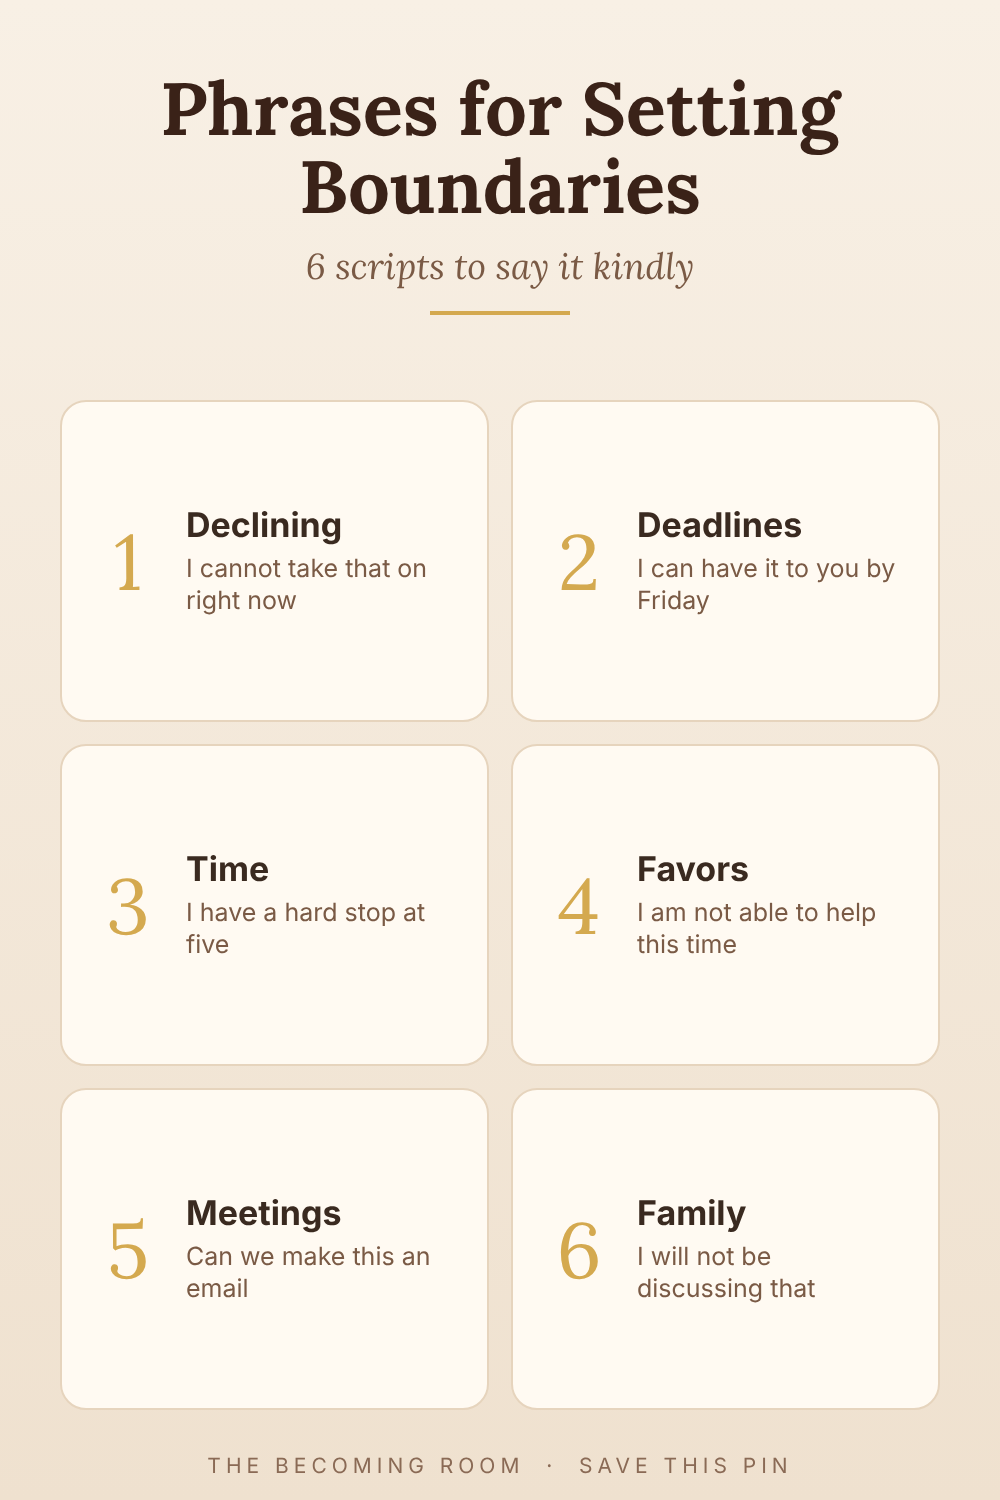 Phrases for Setting
Boundaries
6 scripts to say it kindly
1
Declining
I cannot take that on
right now
2
Deadlines
I can have it to you by
Friday
3
Time
I have a hard stop at
five
4
Favors
I am not able to help
this time
5
Meetings
Can we make this an
email
6
Family
I will not be
discussing that
THE BECOMING ROOM · SAVE THIS PIN